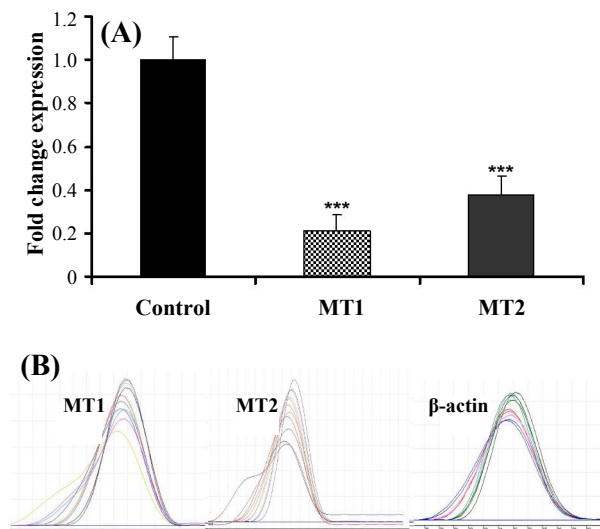 (A)
Fold change expression
1.2
1.0
0.8
0.6
0.4
0.2
0
***
***
Control MT1 MT2
(B)
MT1 MT2 β-actin